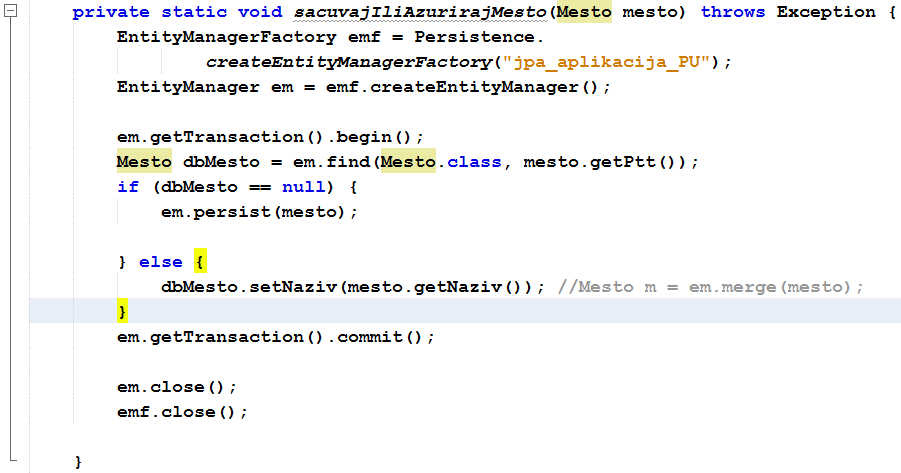 private static void sacuvajIliAzurirajMesto(Mesto mesto) throws Exception {
EntityManagerFactory emf = Persistence.
createEntityManagerFactory("jpa_aplikacija_PU");
EntityManager em = emf.createEntityManager();
em.getTransaction().begin();
Mesto dbMesto = em.find(Mesto.class, mesto.getPtt());
if (dbMesto == null) {
em.persist(mesto);
} else {
dbMesto.setNaziv(mesto.getNaziv()); //Mesto m = em.merge(mesto);
}
em.getTransaction().commit();
em.close();
emf.close();
}